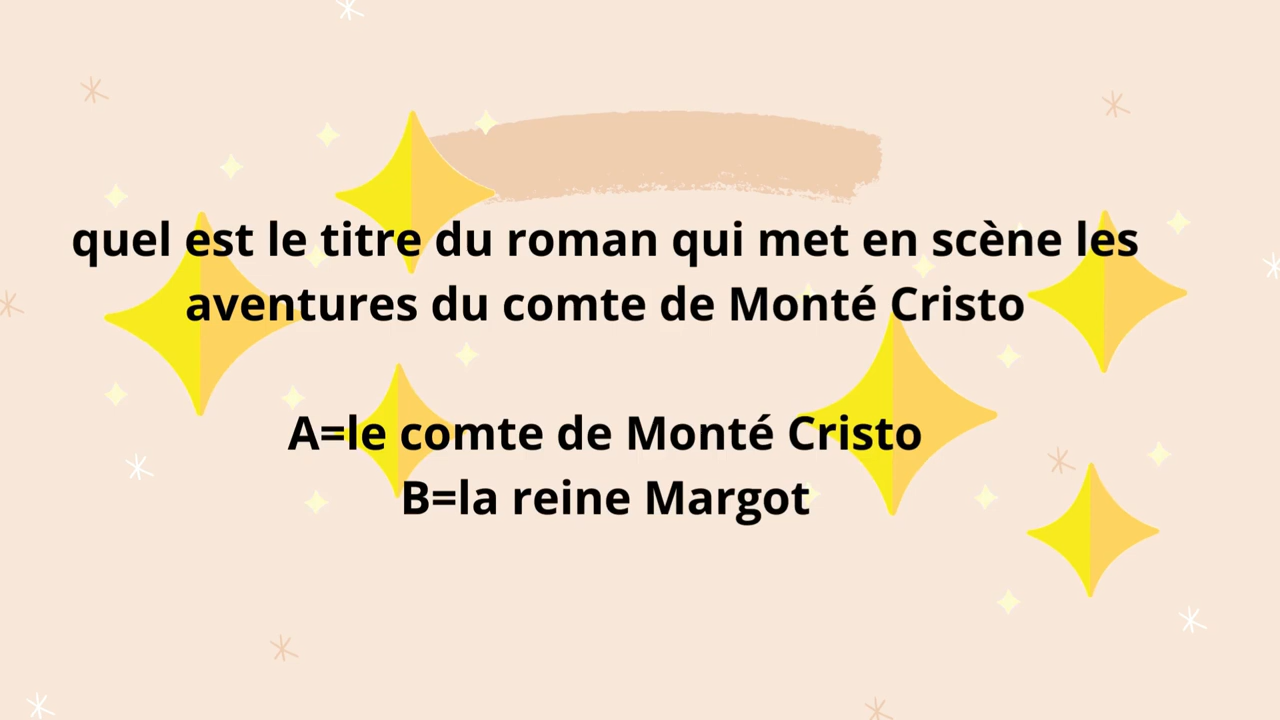 quel est le titre du roman qui met en scène les
aventures du comte de Monté Cristo
A=le comte de Monté Cristo
B=la reine Margot